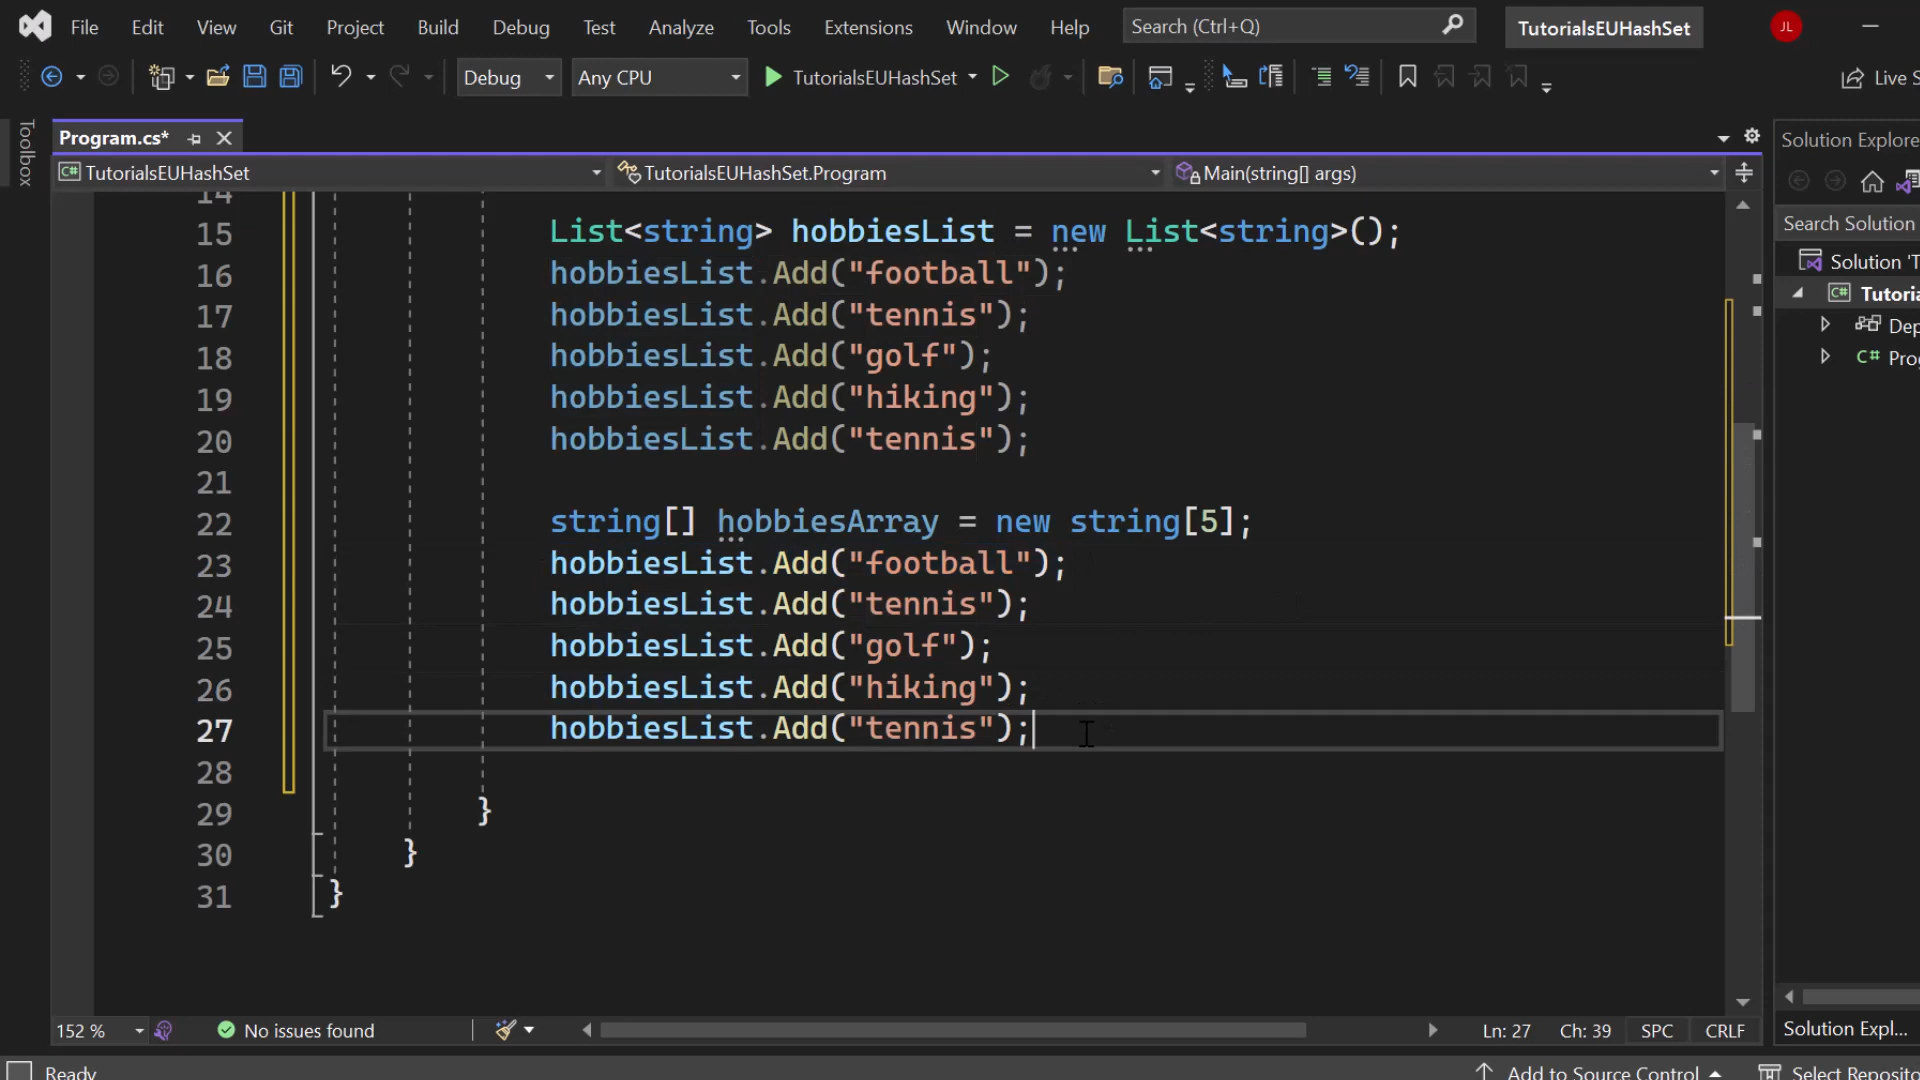 File Edit View Git Project Build Debug Test Analyze Tools Extensions Window Help Search (Ctrl+Q) TutorialsEUHashSet JL
Debug Any CPU TutorialsEUHashSet Live S
Toolbox
Program.cs*
Solution Explore
TutorialsEUHashSet TutorialsEUHashSet.Program Main(string[] args)
Search Solution
Solution 'T
Tutoria
Dep
C# Prog
14
15 List<string> hobbiesList = new List<string>();
16 hobbiesList.Add("football");
17 hobbiesList.Add("tennis");
18 hobbiesList.Add("golf");
19 hobbiesList.Add("hiking");
20 hobbiesList.Add("tennis");
21
22 string[] hobbiesArray = new string[5];
23 hobbiesList.Add("football");
24 hobbiesList.Add("tennis");
25 hobbiesList.Add("golf");
26 hobbiesList.Add("hiking");
27 hobbiesList.Add("tennis");
28
29 }
30 }
31 }
152 % No issues found Ln: 27 Ch: 39 SPC CRLF
Solution Expl...
Ready Add to Source Control Select Reposito